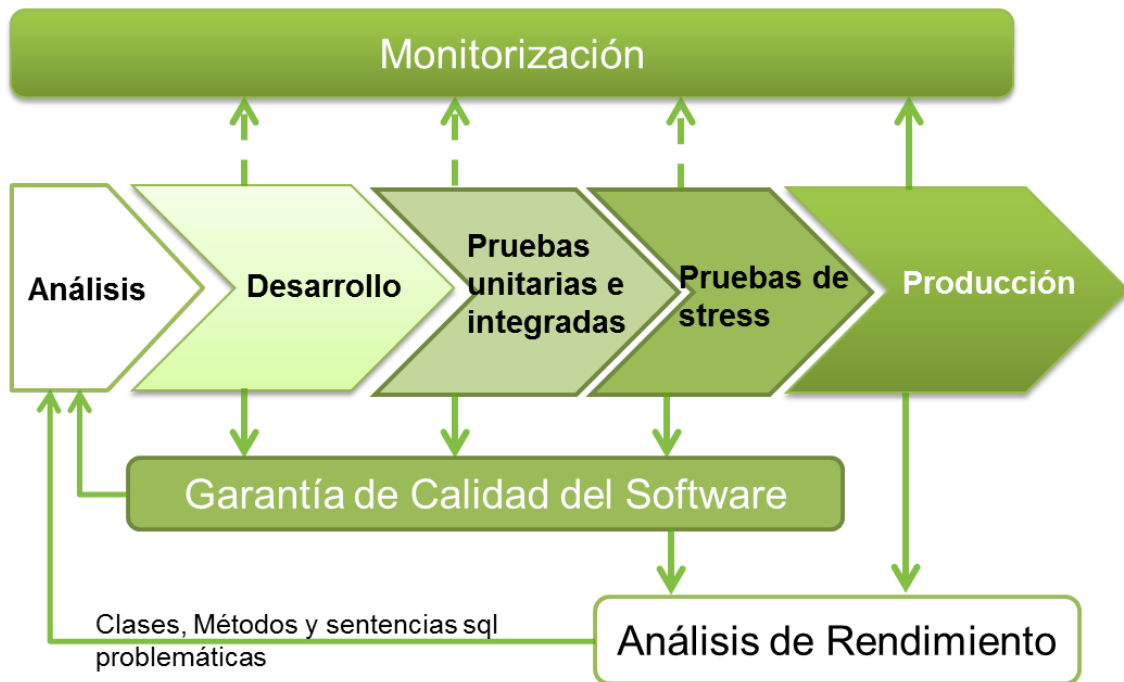 Monitorización
Análisis
Desarrollo
Pruebas
unitarias e
integradas
Pruebas de
stress
Producción
Garantía de Calidad del Software
Clases, Métodos y sentencias sql
problemáticas
Análisis de Rendimiento